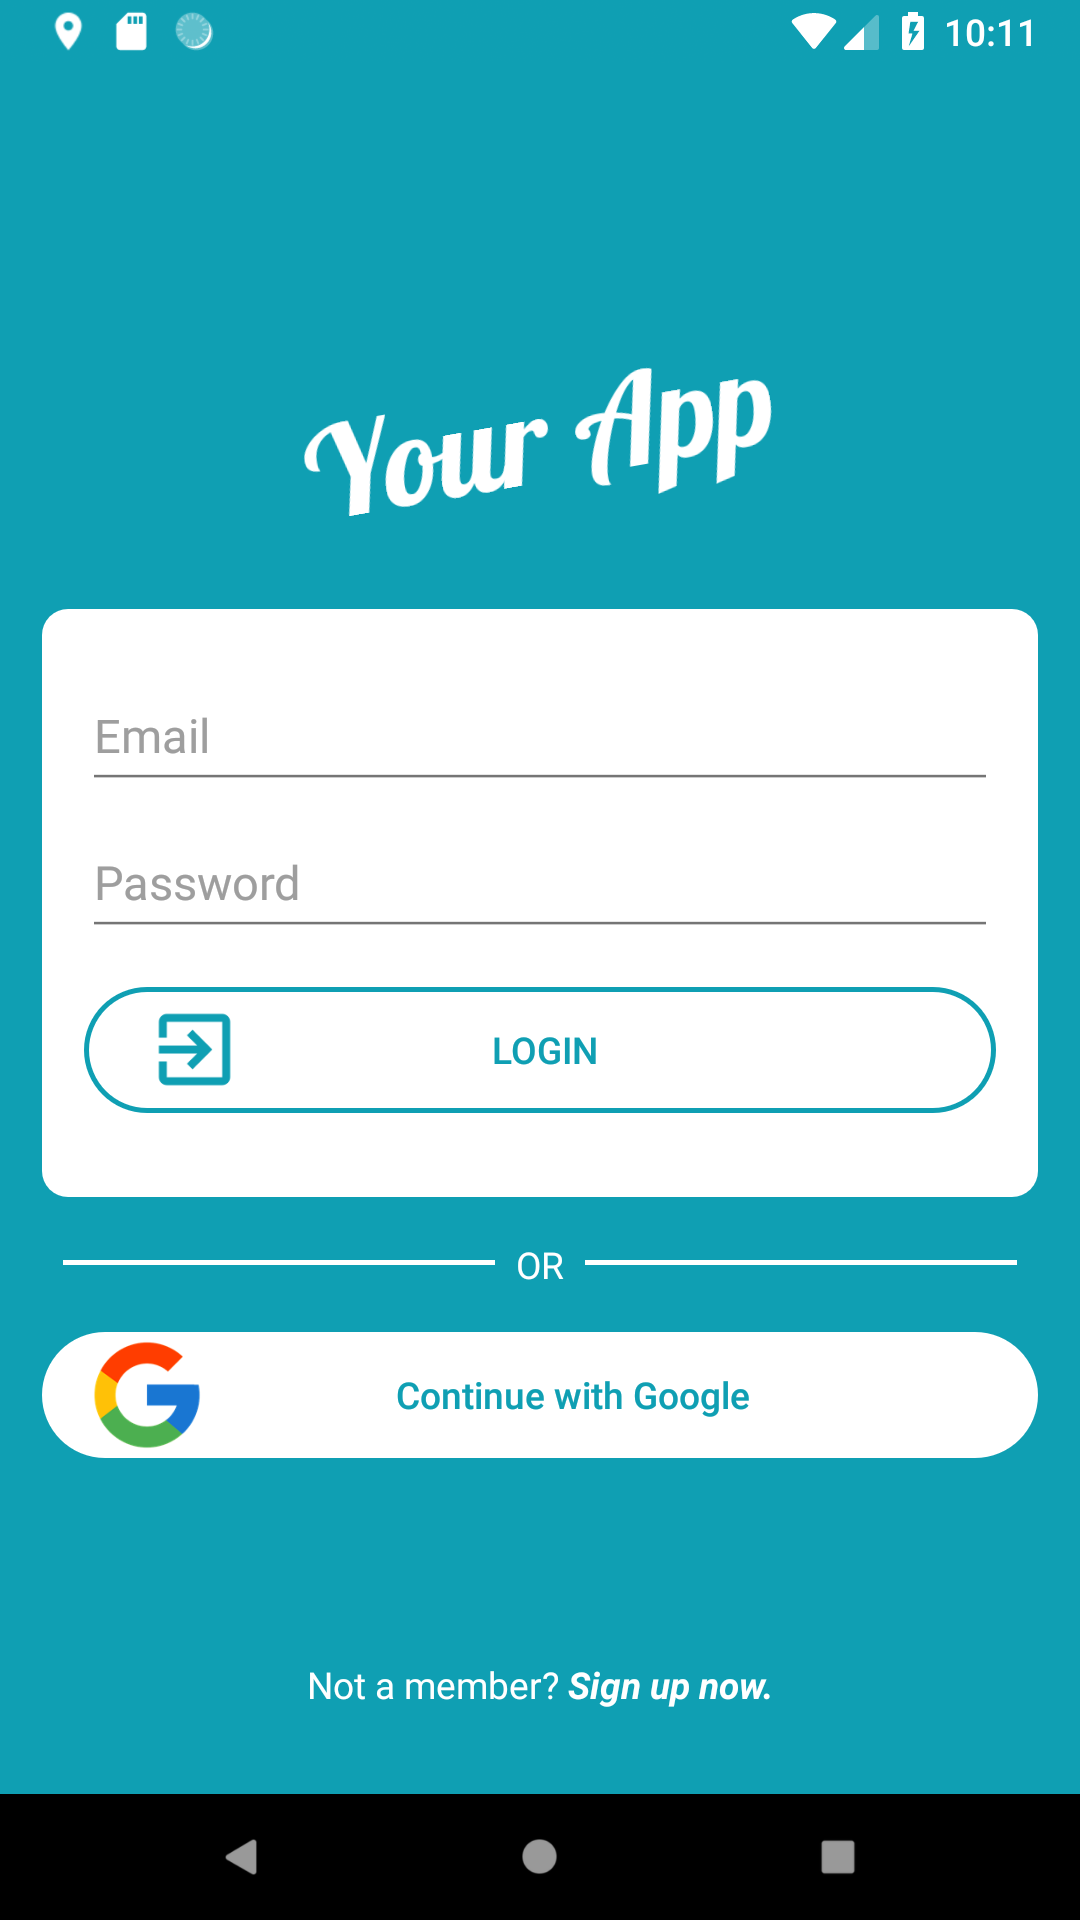 10:11
Your App
Email
Password
LOGIN
OR
Continue with Google
Not a member? Sign up now.